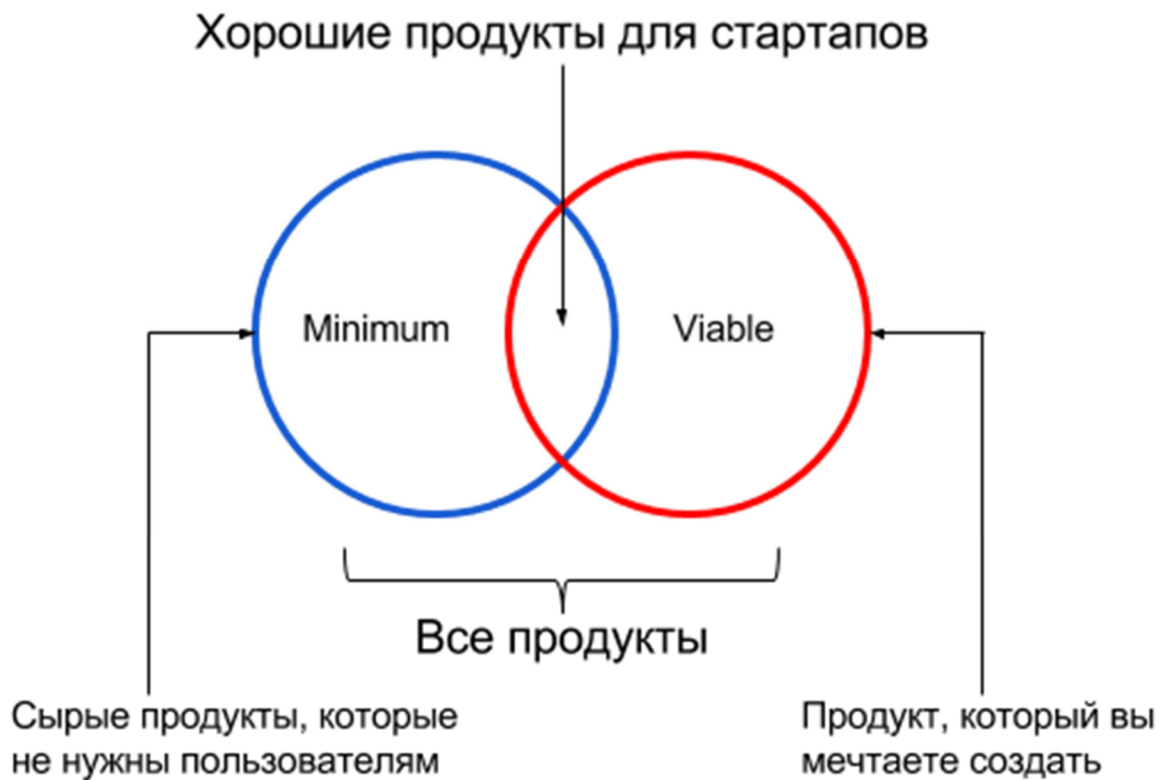 Хорошие продукты для стартапов
Minimum
Viable
Все продукты
Сырые продукты, которые
не нужны пользователям
Продукт, который вы
мечтаете создать